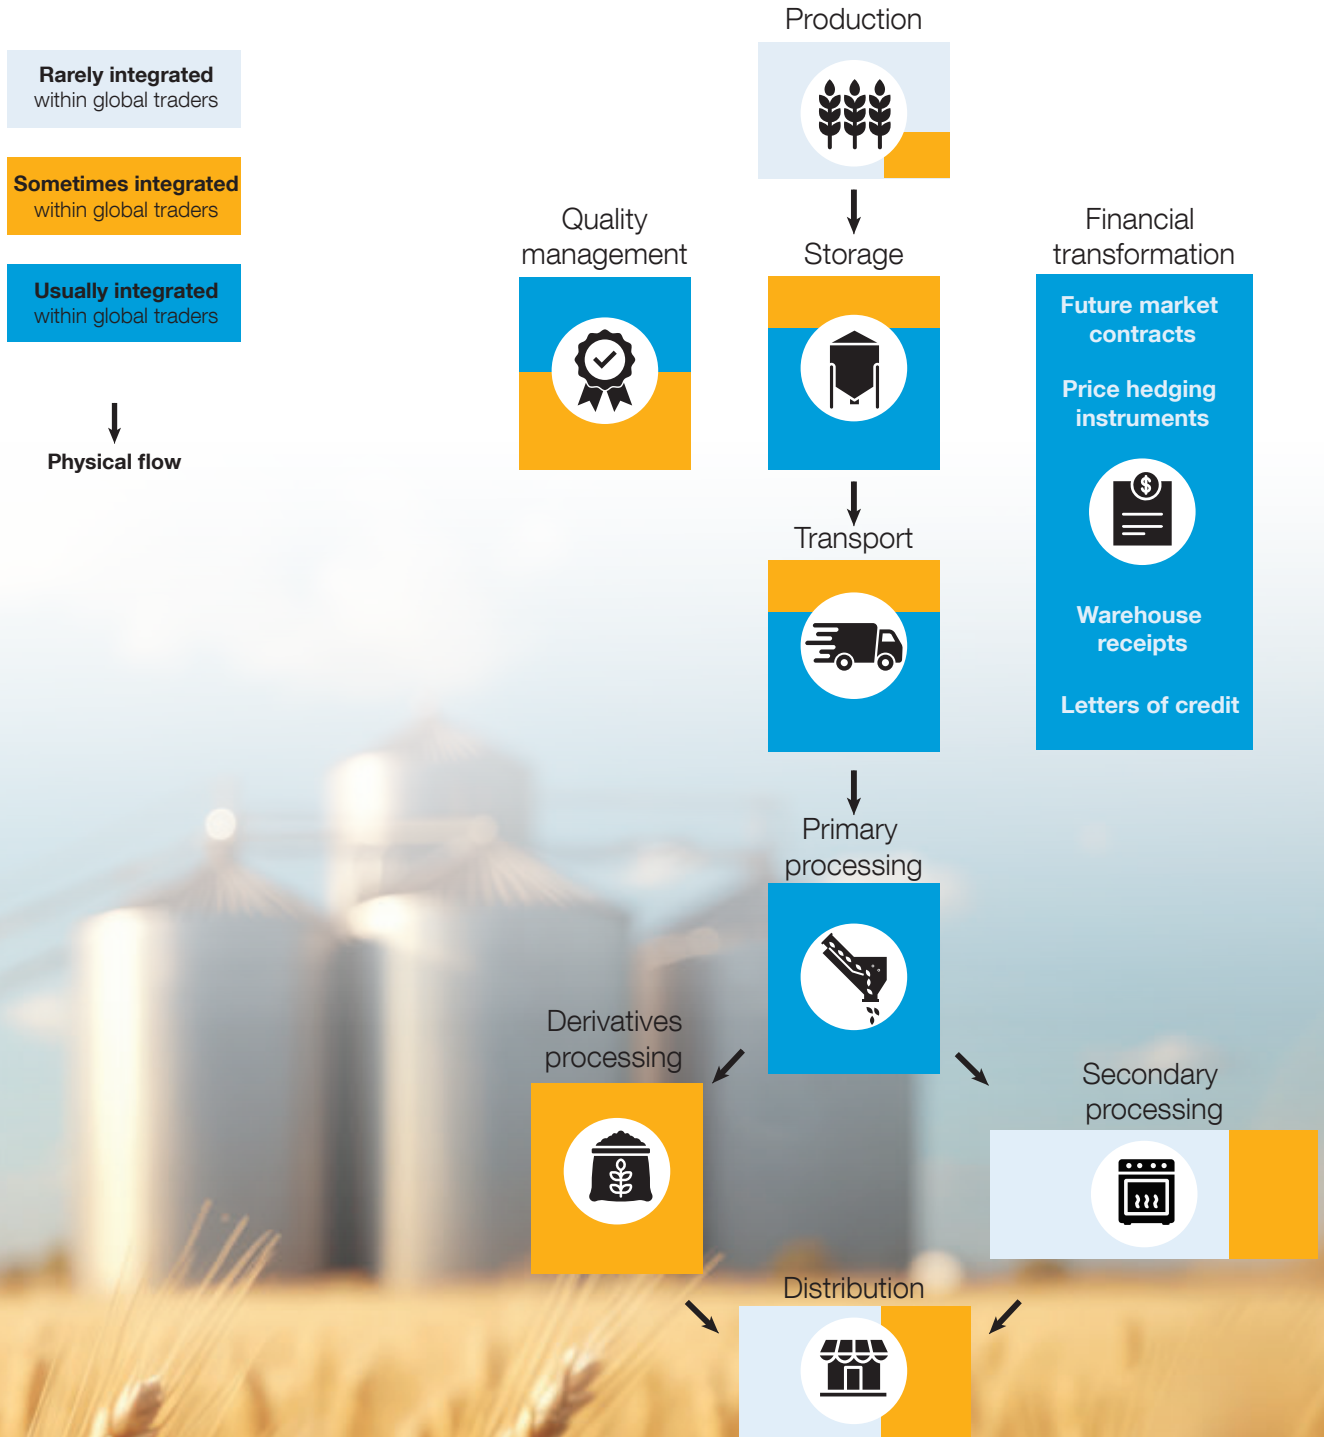 Production
Rarely integrated
within global traders
Sometimes integrated
within global traders
Usually integrated
within global traders
Physical flow
Quality
management
Storage
Financial
transformation
Future market
contracts
Price hedging
instruments
$
Warehouse
receipts
Letters of credit
Transport
Primary
processing
Derivatives
processing
Secondary
processing
Distribution